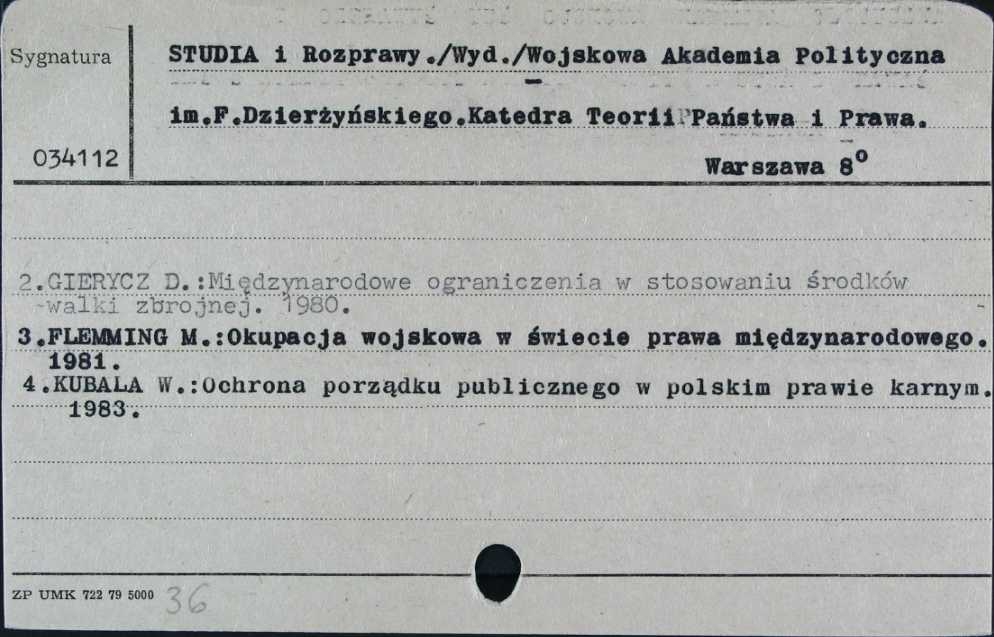 Sygnatura
STUDIA i Rozprawy./Wyd./Wojskowa Akademia Polityczna
im.F.Dzierżyńskiego.Katedra Teorii Państwa i Prawa.
034112
Warszawa 8⁰
2.GIERYCZ D.:Międzynarodowe ograniczenia w stosowaniu środków
walki zbrojnej. 1980.
3.FLEMMING M.:Okupacja wojskowa w świecie prawa międzynarodowego.
1981.
4.KUBALA W.:Ochrona porządku publicznego w polskim prawie karnym.
1983.
ZP UMK 722 79 5000 36